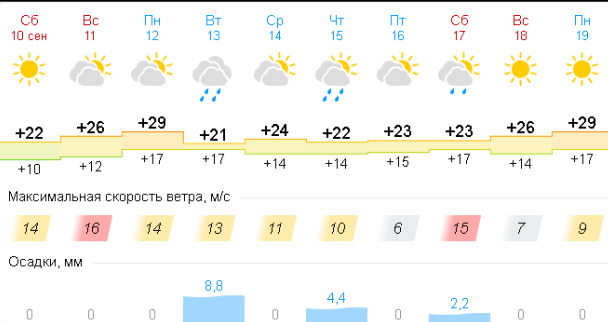 Сб Вс Пн Вт Ср Чт Пт Сб Вс Пн
10 сен 11 12 13 14 15 16 17 18 19
+22 +26 +29 +21 +24 +22 +23 +23 +26 +29
+10 +12 +17 +17 +14 +14 +15 +17 +14 +17
Максимальная скорость ветра, м/с
14 16 14 13 11 10 6 15 7 9
Осадки, мм
0 0 0 8,8 0 4,4 0 2,2 0 0